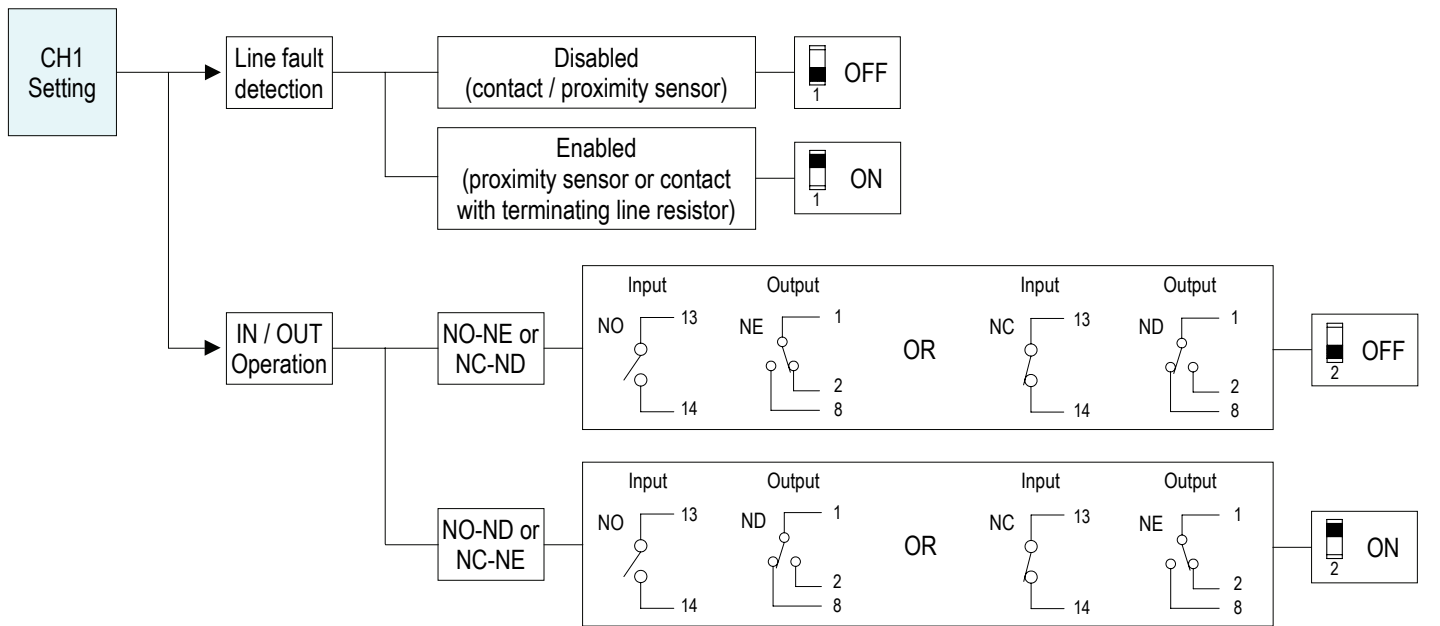 CH1
Setting
Line fault
detection
Disabled
(contact / proximity sensor)
1
OFF
Enabled
(proximity sensor or contact
with terminating line resistor)
1
ON
IN / OUT
Operation
NO-NE or
NC-ND
Input
Output
Input
Output
NO
13
14
NE
1
2
8
OR
NC
13
14
ND
1
2
8
2
OFF
NO-ND or
NC-NE
Input
Output
Input
Output
NO
13
14
ND
1
2
8
OR
NC
13
14
NE
1
2
8
2
ON